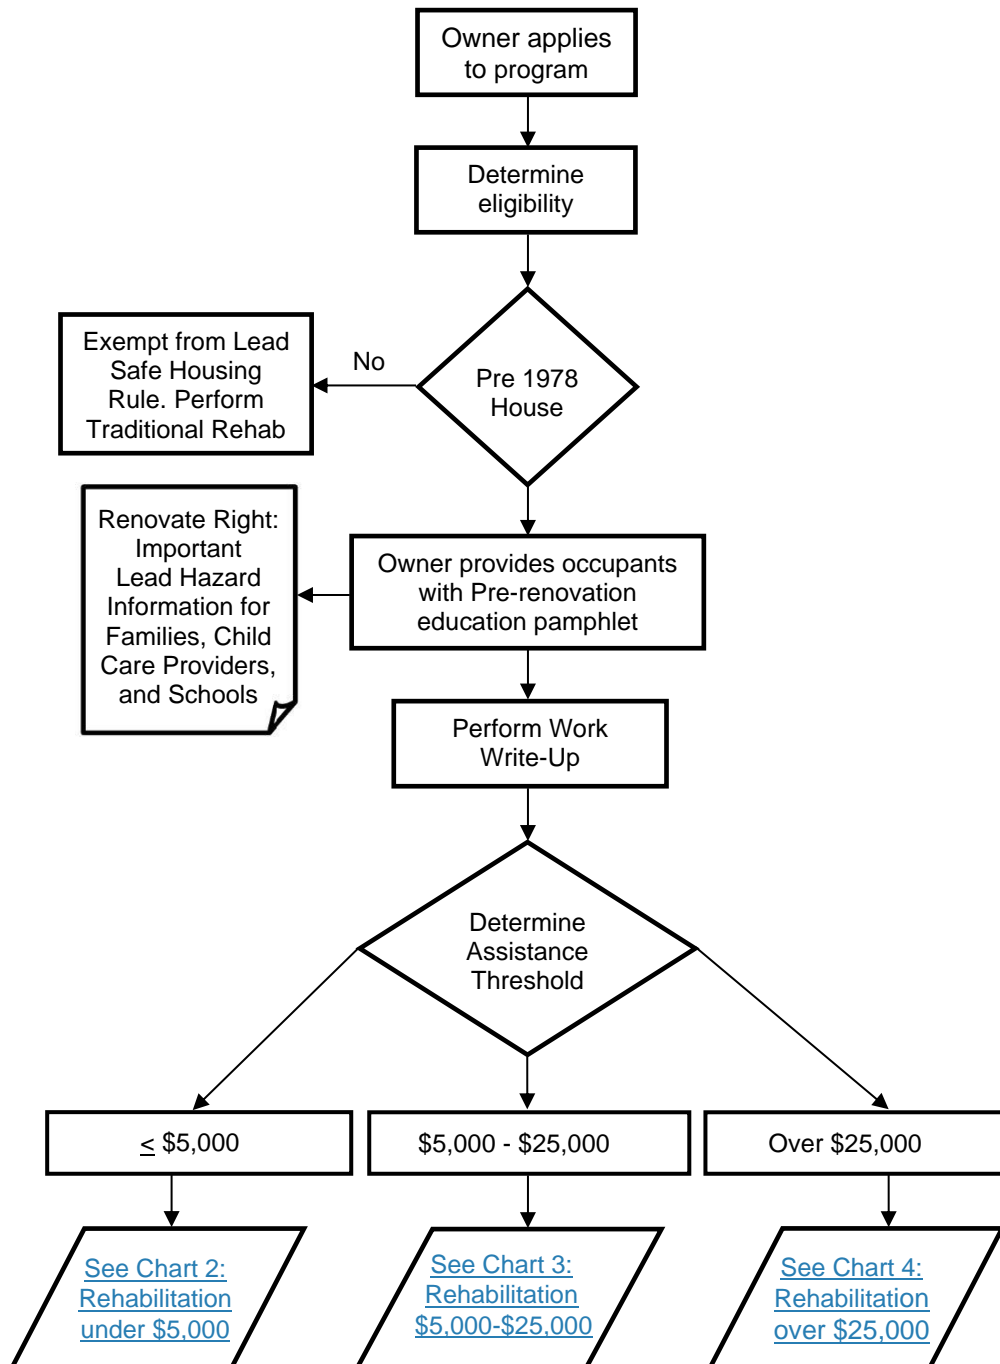 Owner applies
to program
Determine
eligibility
Exempt from Lead
Safe Housing
Rule. Perform
Traditional Rehab
No
Pre 1978
House
Renovate Right:
Important
Lead Hazard
Information for
Families, Child
Care Providers,
and Schools
Owner provides occupants
with Pre-renovation
education pamphlet
Perform Work
Write-Up
Determine
Assistance
Threshold
≤ $5,000
$5,000 - $25,000
Over $25,000
See Chart 2:
Rehabilitation
under $5,000
See Chart 3:
Rehabilitation
$5,000-$25,000
See Chart 4:
Rehabilitation
over $25,000